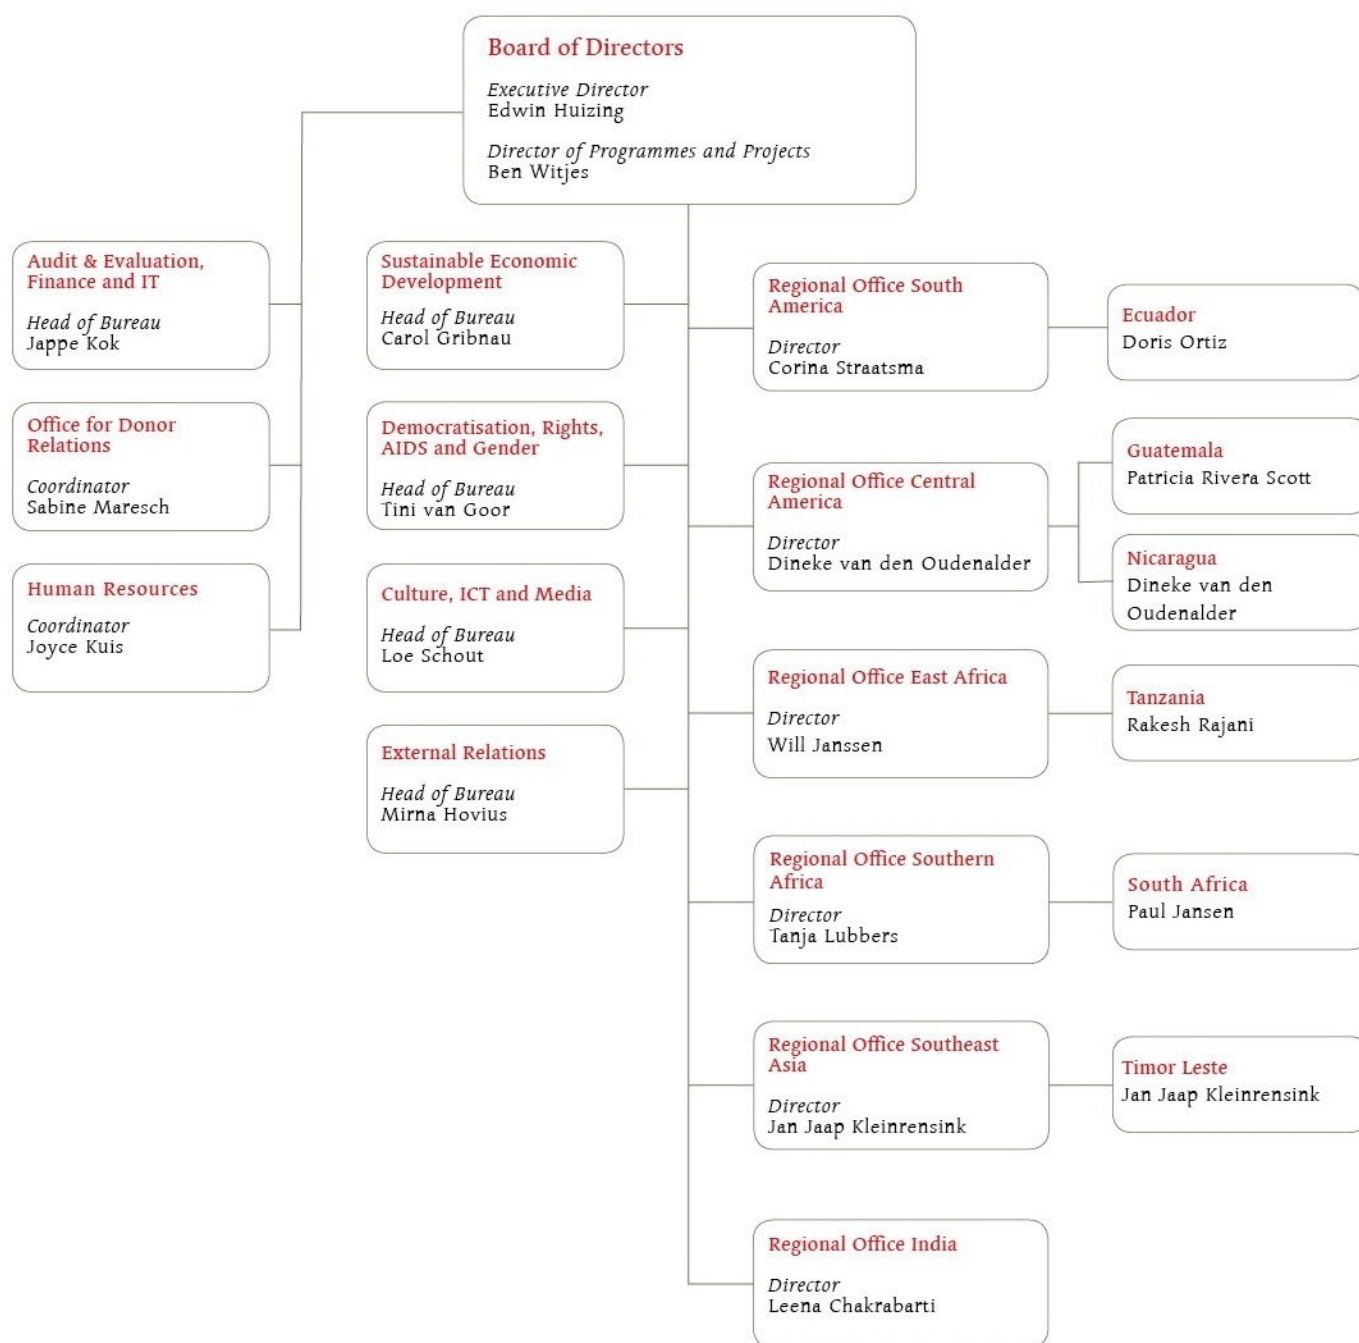 Board of Directors
Executive Director
Edwin Huizing
Director of Programmes and Projects
Ben Witjes
Audit & Evaluation,
Finance and IT
Head of Bureau
Jappe Kok
Office for Donor
Relations
Coordinator
Sabine Maresch
Human Resources
Coordinator
Joyce Kuis
Sustainable Economic
Development
Head of Bureau
Carol Gribnau
Democratisation, Rights,
AIDS and Gender
Head of Bureau
Tini van Goor
Culture, ICT and Media
Head of Bureau
Loe Schout
External Relations
Head of Bureau
Mirna Hovius
Regional Office South
America
Director
Corina Straatsma
Ecuador
Doris Ortiz
Regional Office Central
America
Director
Dineke van den Oudenalder
Guatemala
Patricia Rivera Scott
Nicaragua
Dineke van den
Oudenalder
Regional Office East Africa
Director
Will Janssen
Tanzania
Rakesh Rajani
Regional Office Southern
Africa
Director
Tanja Lubbers
South Africa
Paul Jansen
Regional Office Southeast
Asia
Director
Jan Jaap Kleinrensink
Timor Leste
Jan Jaap Kleinrensink
Regional Office India
Director
Leena Chakrabarti